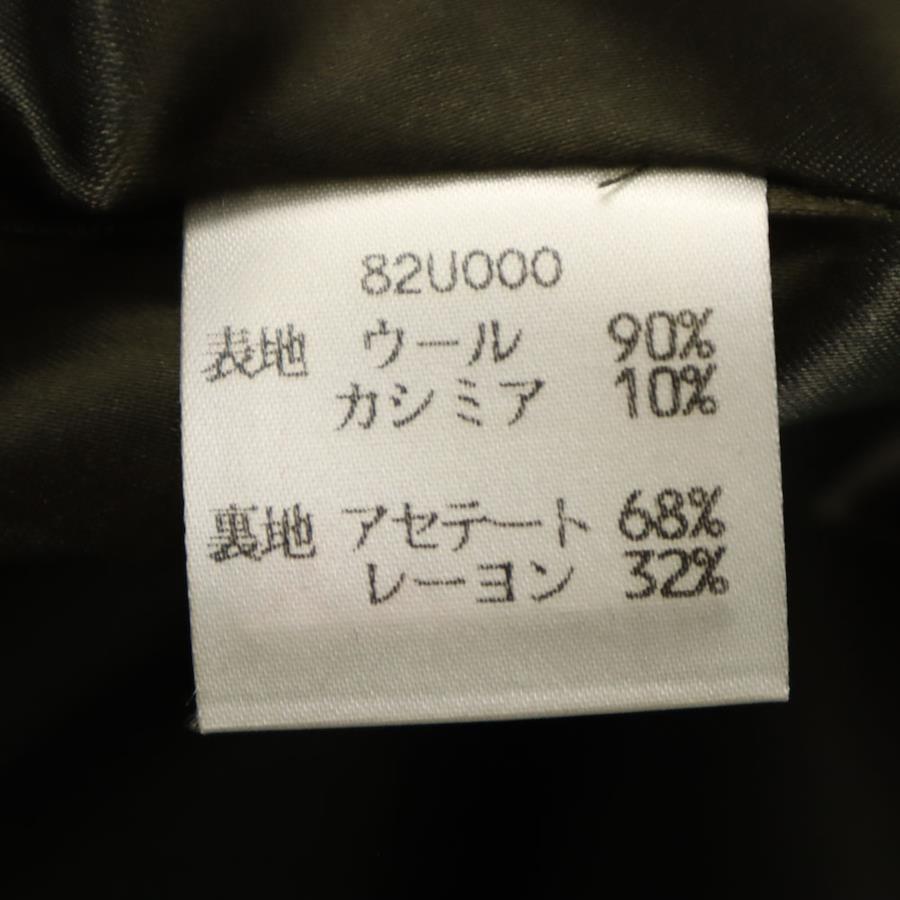 82U000
表地 ウール 90%
カシミア 10%
裏地 アセテート 68%
レーヨン 32%